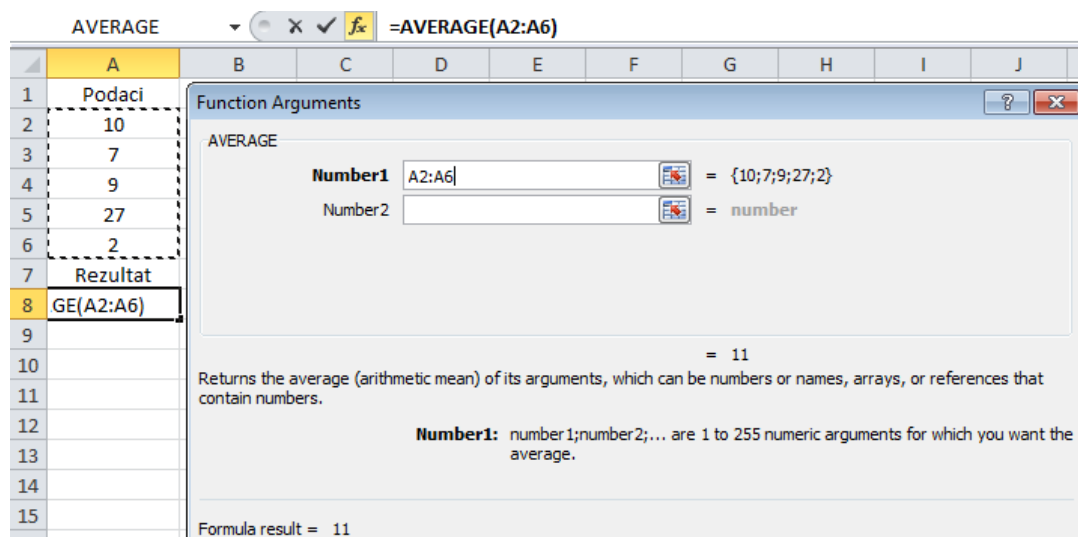 AVERAGE =AVERAGE(A2:A6)
A B C D E F G H I J
1 Podaci
2 10
3 7
4 9
5 27
6 2
7 Rezultat
8 GE(A2:A6)
9
10
11
12
13
14
15
Function Arguments
AVERAGE
Number1 A2:A6 = {10;7;9;27;2}
Number2 = number
= 11
Returns the average (arithmetic mean) of its arguments, which can be numbers or names, arrays, or references that
contain numbers.
Number1: number1;number2;... are 1 to 255 numeric arguments for which you want the
average.
Formula result = 11